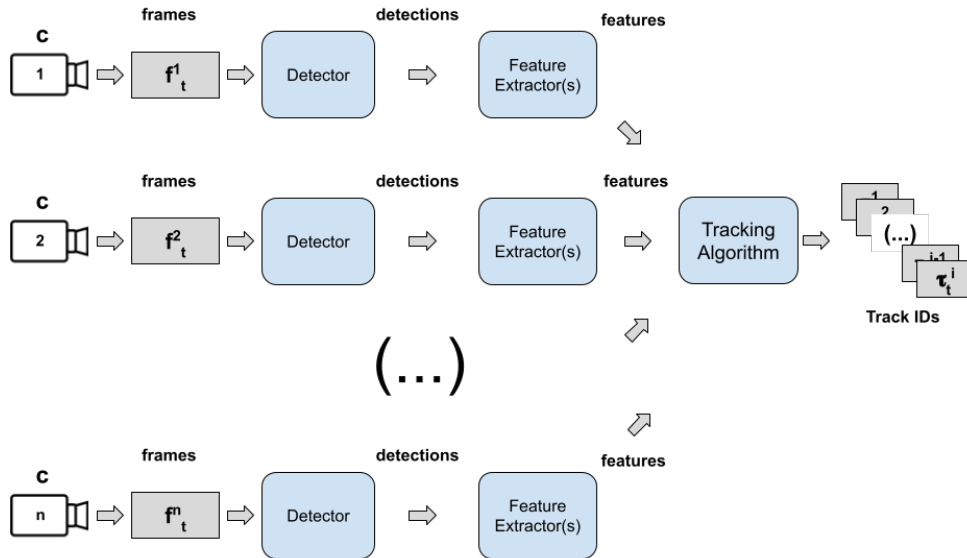 frames
detections
features
c
1
f¹ₜ
Detector
Feature
Extractor(s)
frames
detections
features
c
2
f²ₜ
Detector
Feature
Extractor(s)
Tracking
Algorithm
1
2
(...)
i-1
τₜⁱ
Track IDs
(...)
frames
detections
features
c
n
fⁿₜ
Detector
Feature
Extractor(s)